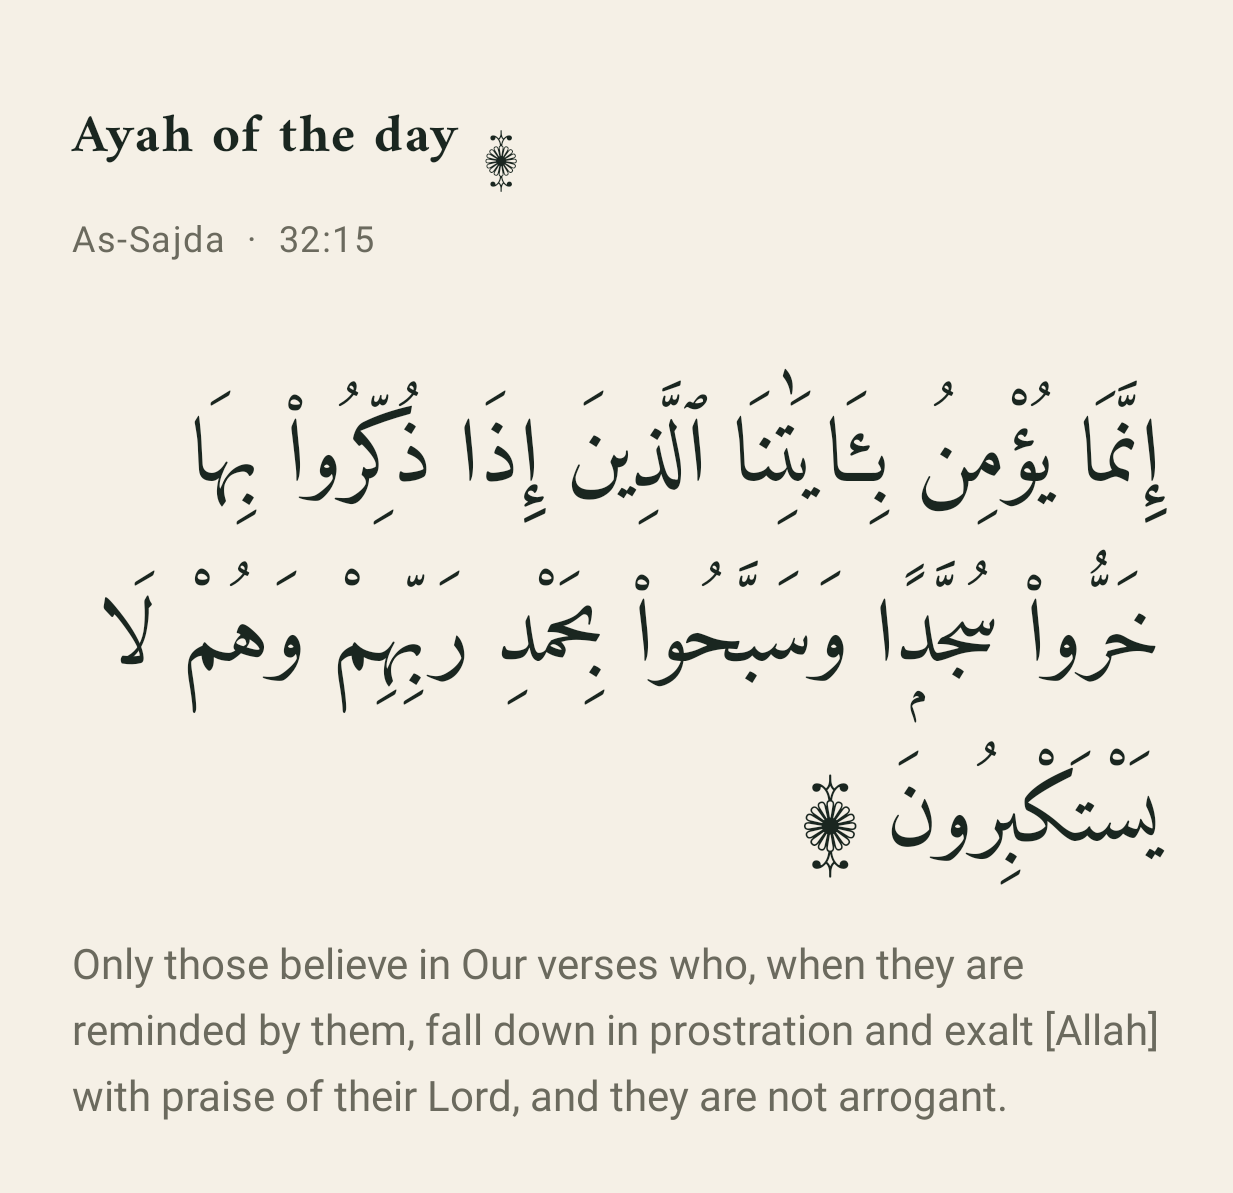 Ayah of the day
As-Sajda · 32:15
إِنَّمَا يُؤْمِنُ بِـَٔايَـٰتِنَا ٱلَّذِينَ إِذَا ذُكِّرُوا۟ بِهَا
خَرُّوا۟ سُجَّدًۭا وَسَبَّحُوا۟ بِحَمْدِ رَبِّهِمْ وَهُمْ لَا
يَسْتَكْبِرُونَ ۩
Only those believe in Our verses who, when they are
reminded by them, fall down in prostration and exalt [Allah]
with praise of their Lord, and they are not arrogant.